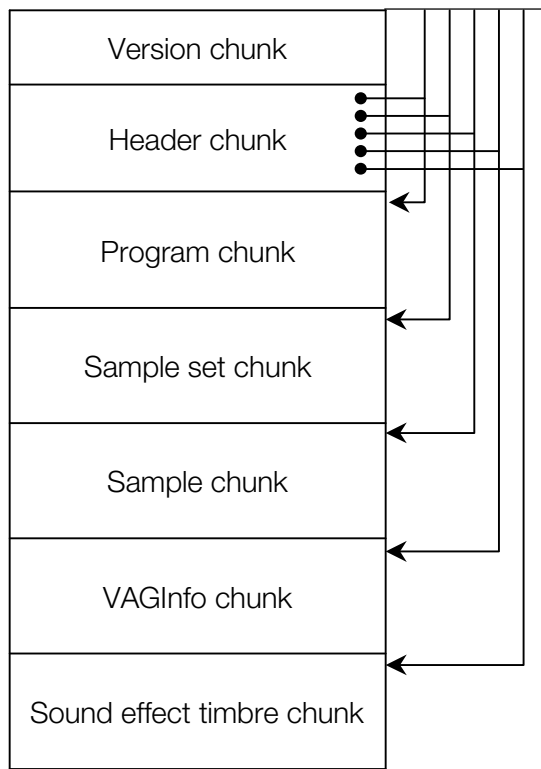 Version chunk
Header chunk
Program chunk
Sample set chunk
Sample chunk
VAGInfo chunk
Sound effect timbre chunk